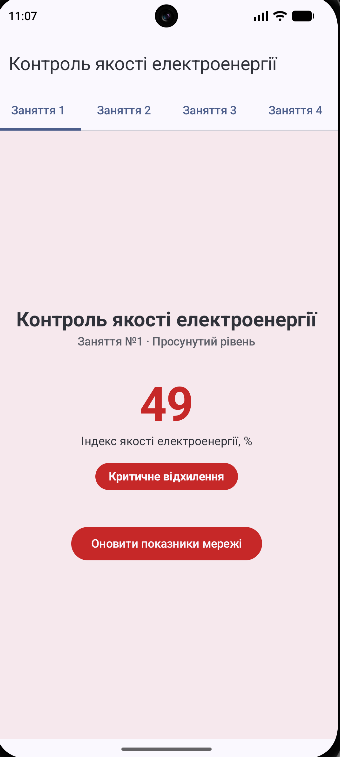 11:07
Контроль якості електроенергії
Заняття 1 Заняття 2 Заняття 3 Заняття 4
Контроль якості електроенергії
Заняття №1 · Просунутий рівень
49
Індекс якості електроенергії, %
Критичне відхилення
Оновити показники мережі